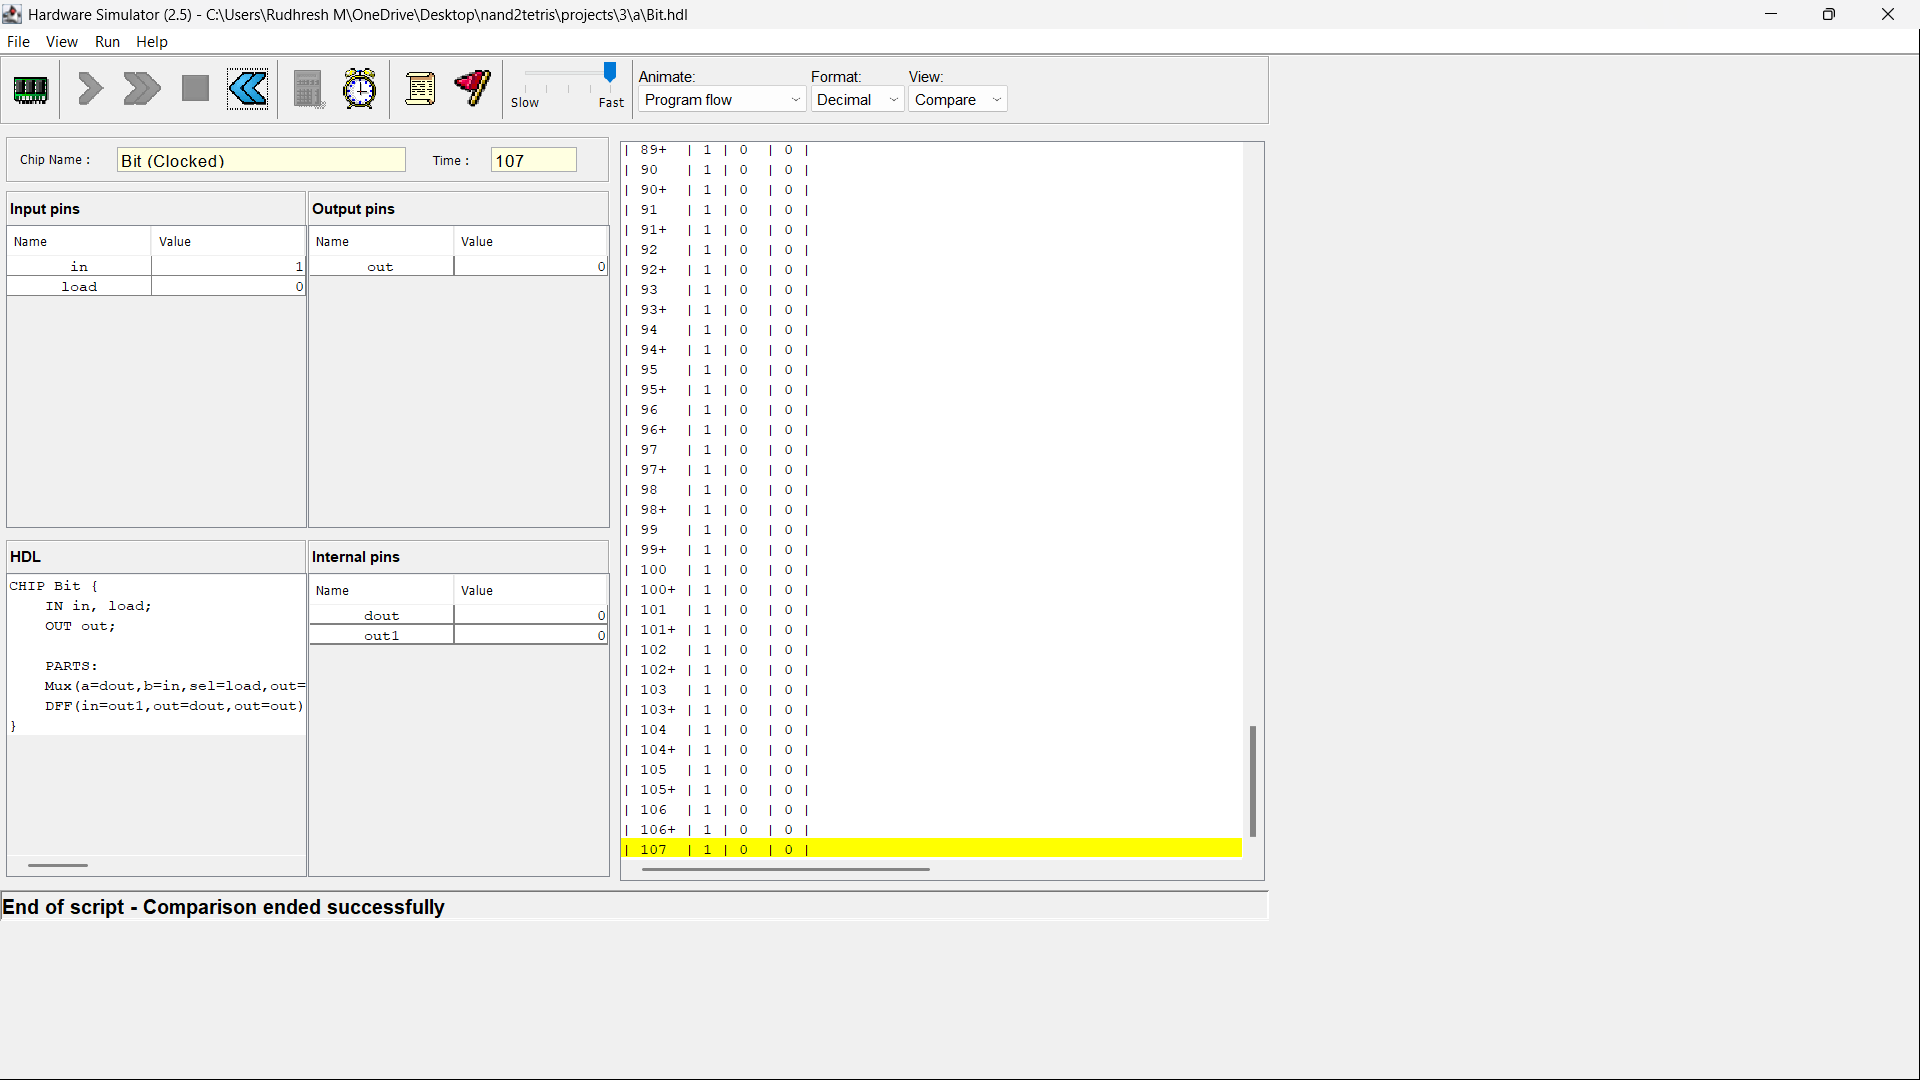 Hardware Simulator (2.5) - C:\Users\Rudhresh M\OneDrive\Desktop\nand2tetris\projects\3\a\Bit.hdl
File View Run Help
Slow Fast
Animate: Format: View:
Program flow Decimal Compare
Chip Name : Bit (Clocked) Time : 107
Input pins
Name Value
in 1
load 0
Output pins
Name Value
out 0
HDL
CHIP Bit {
IN in, load;
OUT out;
PARTS:
Mux(a=dout,b=in,sel=load,out=
DFF(in=out1,out=dout,out=out)
}
Internal pins
Name Value
dout 0
out1 0
| 89+ | 1 | 0 | 0 |
| 90 | 1 | 0 | 0 |
| 90+ | 1 | 0 | 0 |
| 91 | 1 | 0 | 0 |
| 91+ | 1 | 0 | 0 |
| 92 | 1 | 0 | 0 |
| 92+ | 1 | 0 | 0 |
| 93 | 1 | 0 | 0 |
| 93+ | 1 | 0 | 0 |
| 94 | 1 | 0 | 0 |
| 94+ | 1 | 0 | 0 |
| 95 | 1 | 0 | 0 |
| 95+ | 1 | 0 | 0 |
| 96 | 1 | 0 | 0 |
| 96+ | 1 | 0 | 0 |
| 97 | 1 | 0 | 0 |
| 97+ | 1 | 0 | 0 |
| 98 | 1 | 0 | 0 |
| 98+ | 1 | 0 | 0 |
| 99 | 1 | 0 | 0 |
| 99+ | 1 | 0 | 0 |
| 100 | 1 | 0 | 0 |
| 100+ | 1 | 0 | 0 |
| 101 | 1 | 0 | 0 |
| 101+ | 1 | 0 | 0 |
| 102 | 1 | 0 | 0 |
| 102+ | 1 | 0 | 0 |
| 103 | 1 | 0 | 0 |
| 103+ | 1 | 0 | 0 |
| 104 | 1 | 0 | 0 |
| 104+ | 1 | 0 | 0 |
| 105 | 1 | 0 | 0 |
| 105+ | 1 | 0 | 0 |
| 106 | 1 | 0 | 0 |
| 106+ | 1 | 0 | 0 |
| 107 | 1 | 0 | 0 |
End of script - Comparison ended successfully